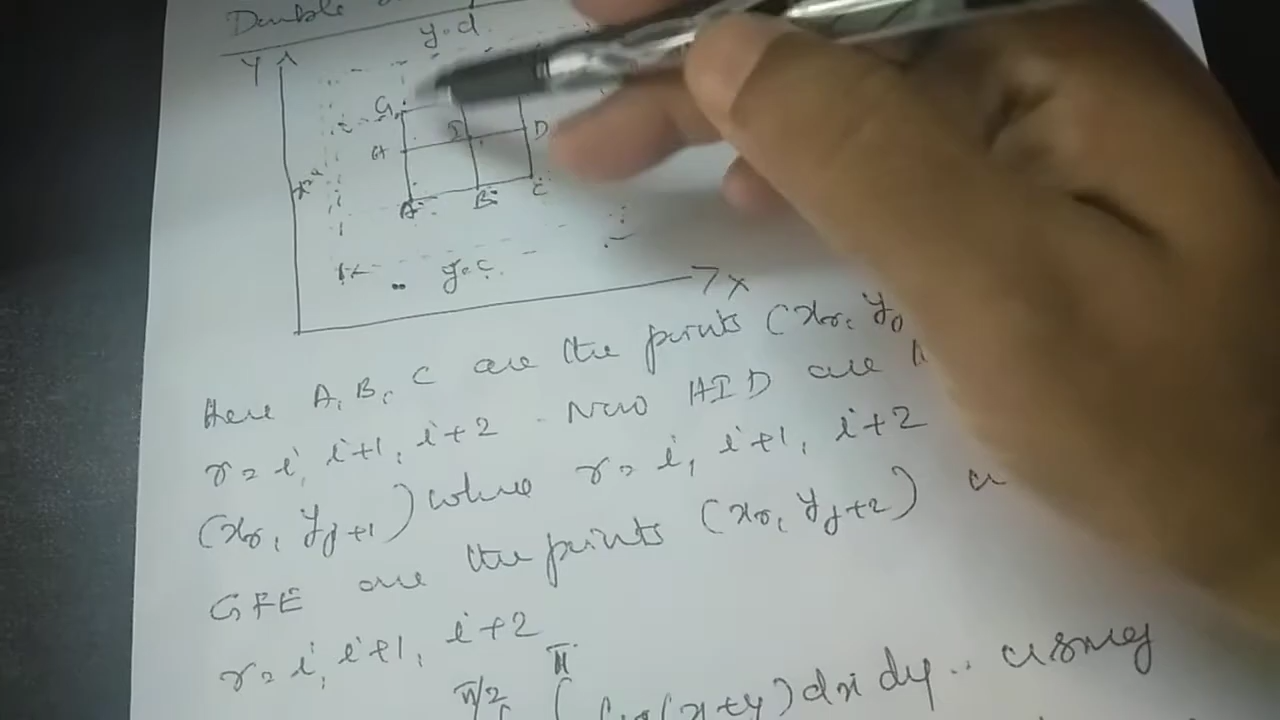 Double
y=d
Y
G
I
D
H
A
B
C
y=c
X
Here A, B, C are the points (xr, y0
r= i, i+1, i+2. Now HID are
(xr, yj+1) where r= i, i+1, i+2
GFE are the points (xr, yj+2)
r= i, i+1, i+2
π/2 π
(x+y) dx dy.. using